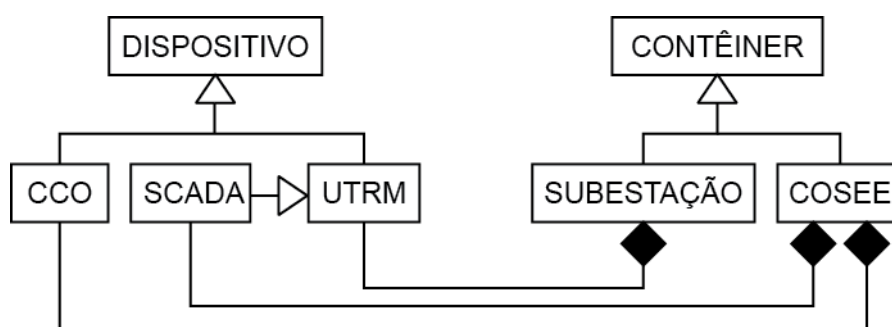 DISPOSITIVO
CONTÊINER
CCO
SCADA
UTRM
SUBESTAÇÃO
COSEE